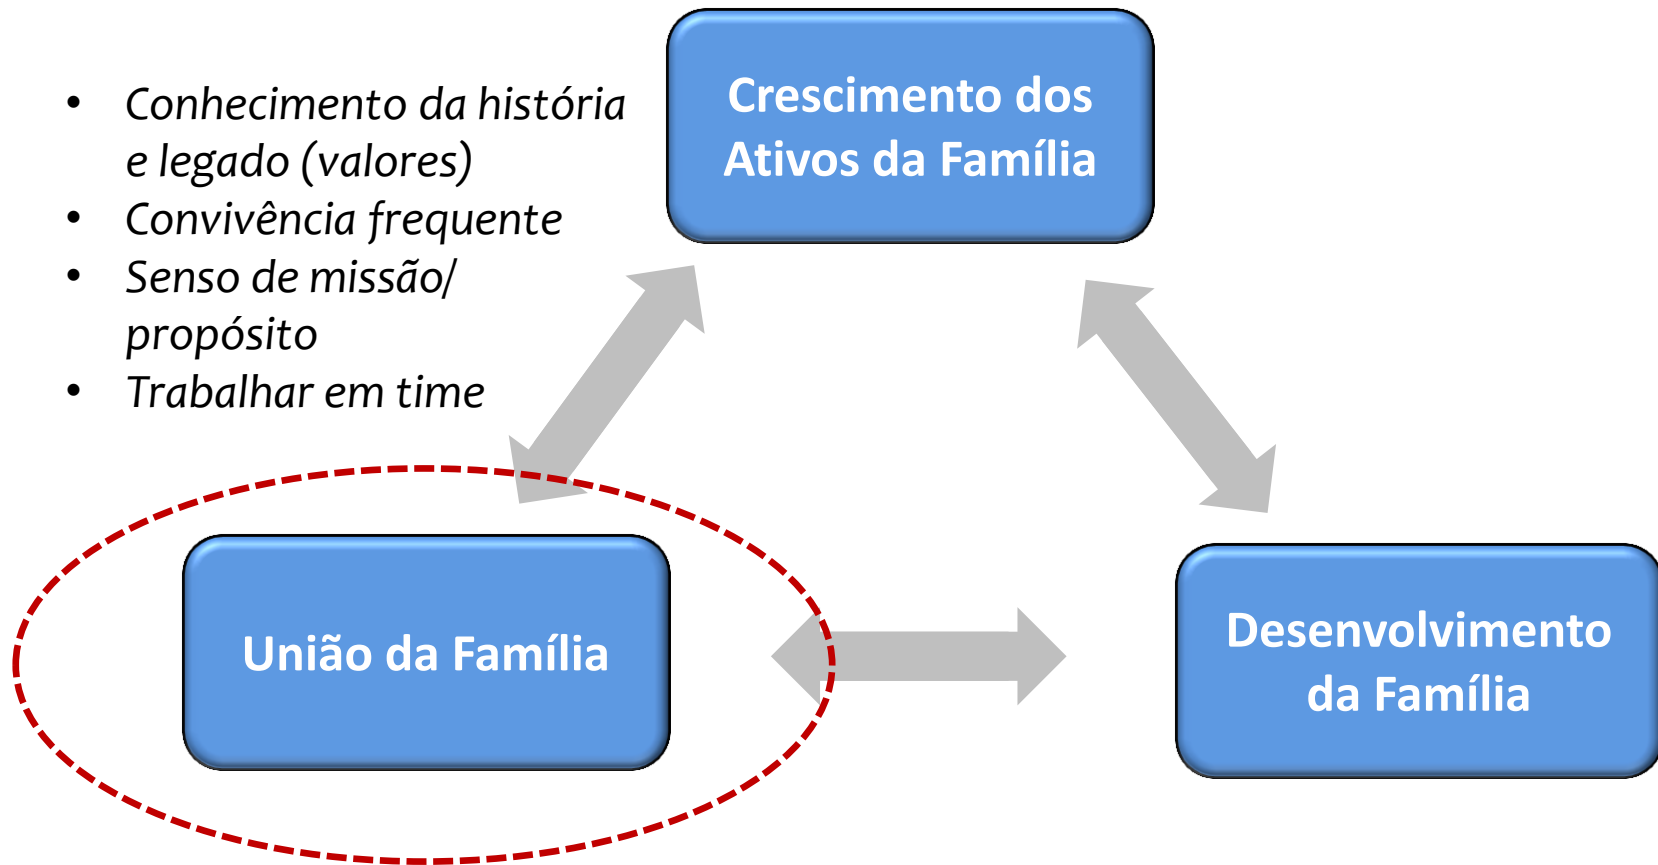 • Conhecimento da história
e legado (valores)
• Convivência frequente
• Senso de missão/
propósito
• Trabalhar em time
Crescimento dos
Ativos da Família
União da Família
Desenvolvimento
da Família